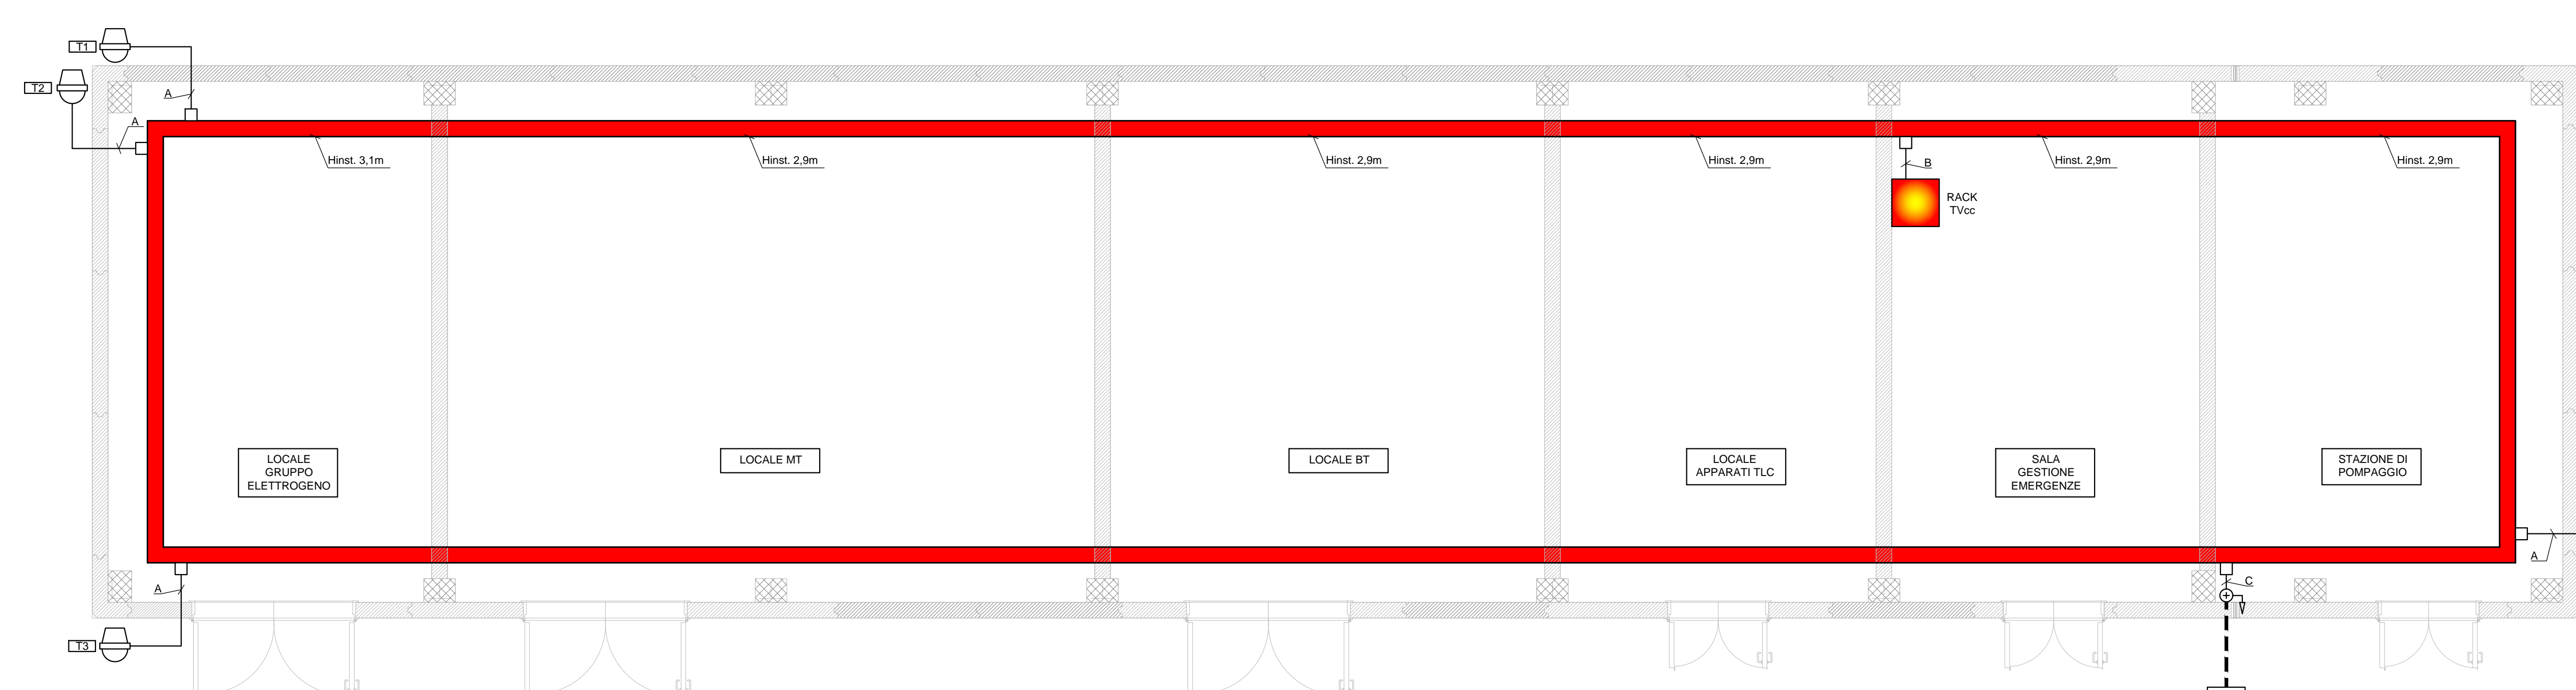 T1
T2
A
A
Hinst. 3,1m
Hinst. 2,9m
Hinst. 2,9m
Hinst. 2,9m
Hinst. 2,9m
Hinst. 2,9m
B
RACK
TVcc
LOCALE
GRUPPO
ELETTROGENO
LOCALE MT
LOCALE BT
LOCALE
APPARATI TLC
SALA
GESTIONE
EMERGENZE
STAZIONE DI
POMPAGGIO
A
A
C
T3